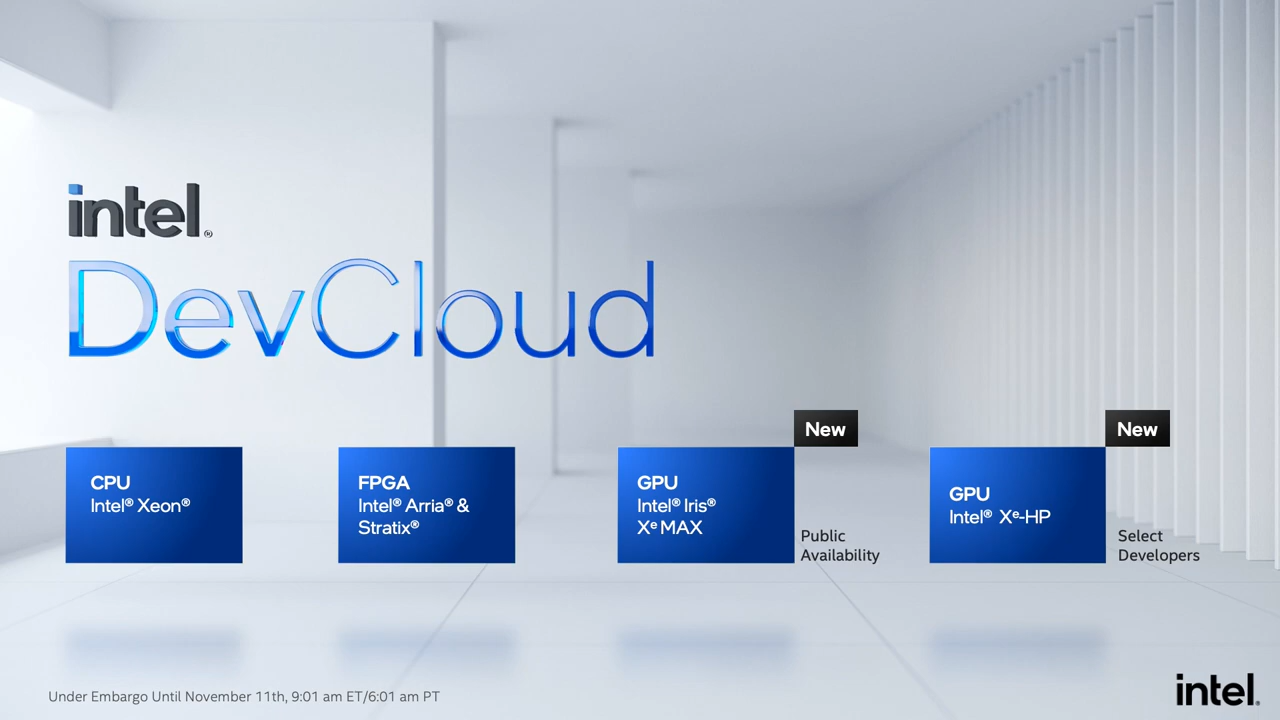 intel®
DevCloud
CPU
Intel® Xeon®
FPGA
Intel® Arria® &
Stratix®
New
GPU
Intel® Iris®
Xᵉ MAX
Public
Availability
New
GPU
Intel® Xᵉ-HP
Select
Developers
Under Embargo Until November 11th, 9:01 am ET/6:01 am PT
intel.